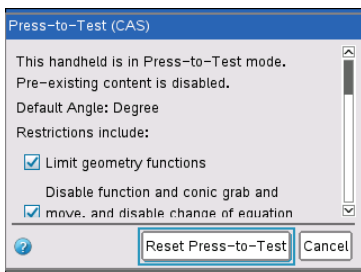 Press-to-Test (CAS)
This handheld is in Press-to-Test mode.
Pre-existing content is disabled.
Default Angle: Degree
Restrictions include:
Limit geometry functions
Disable function and conic grab and
move, and disable change of equation
?
Reset Press-to-Test
Cancel